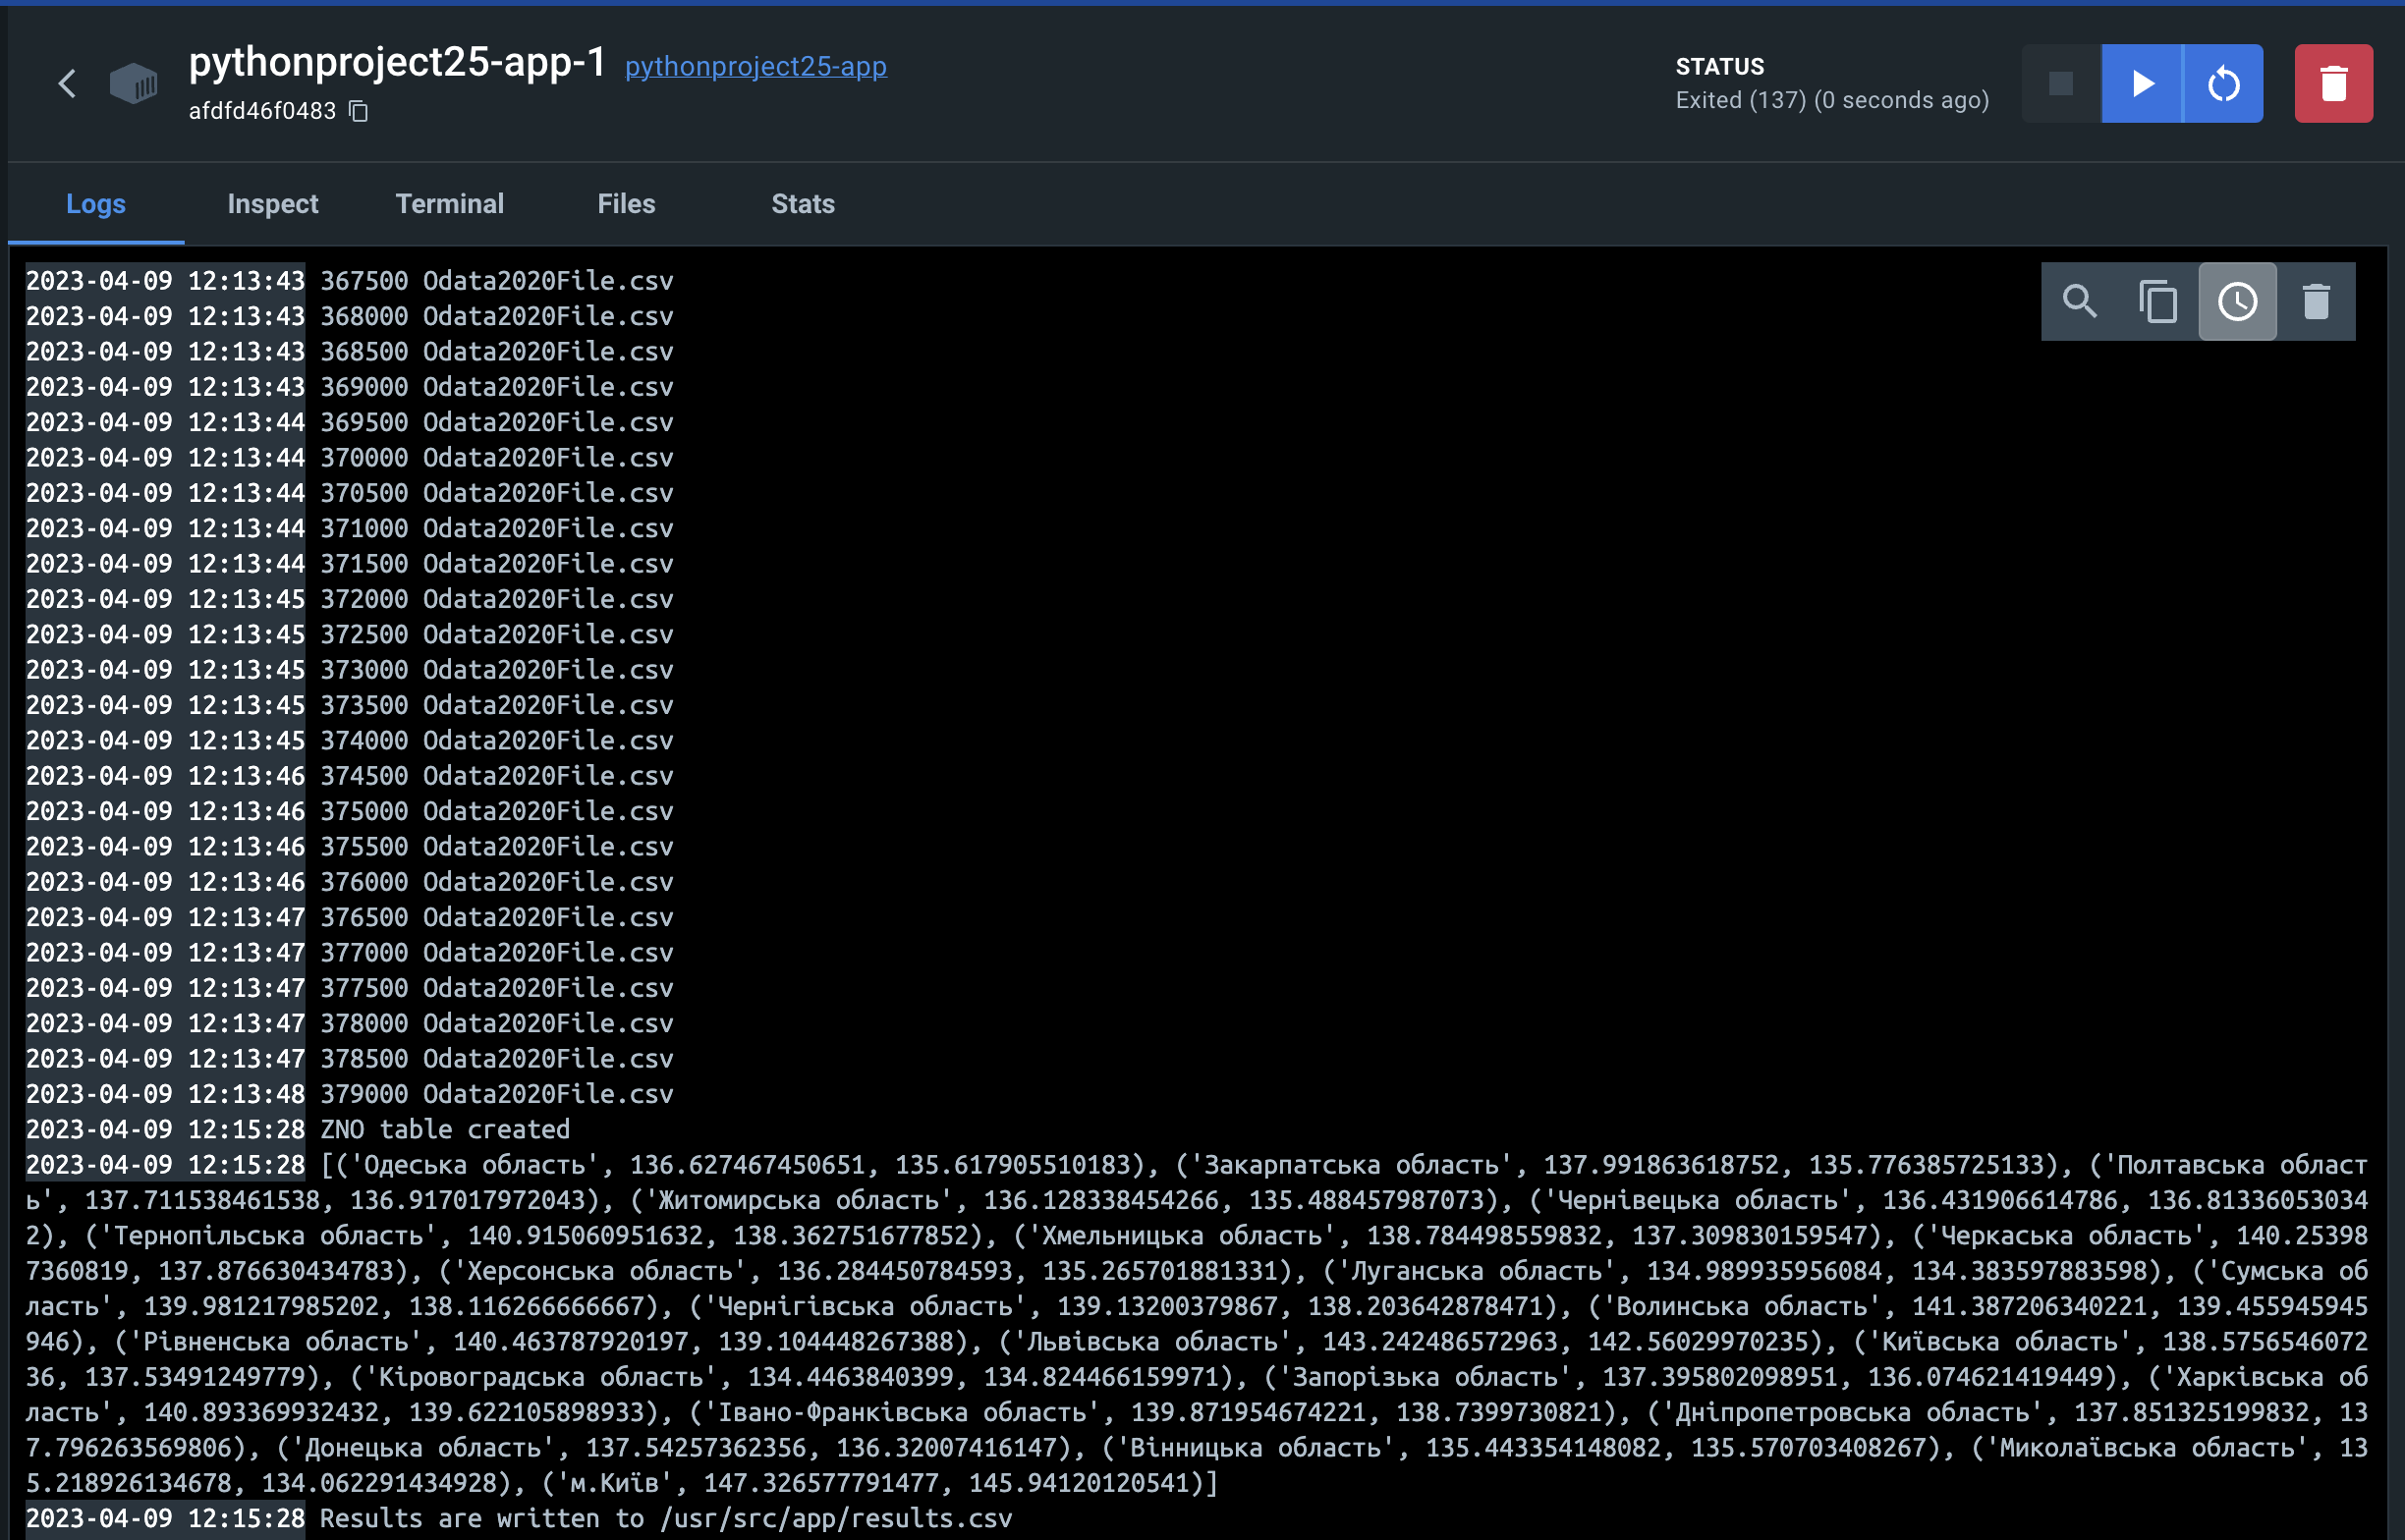 pythonproject25-app-1 pythonproject25-app
afdfd46f0483
STATUS
Exited (137) (0 seconds ago)
Logs Inspect Terminal Files Stats
2023-04-09 12:13:43 367500 Odata2020File.csv
2023-04-09 12:13:43 368000 Odata2020File.csv
2023-04-09 12:13:43 368500 Odata2020File.csv
2023-04-09 12:13:43 369000 Odata2020File.csv
2023-04-09 12:13:44 369500 Odata2020File.csv
2023-04-09 12:13:44 370000 Odata2020File.csv
2023-04-09 12:13:44 370500 Odata2020File.csv
2023-04-09 12:13:44 371000 Odata2020File.csv
2023-04-09 12:13:44 371500 Odata2020File.csv
2023-04-09 12:13:45 372000 Odata2020File.csv
2023-04-09 12:13:45 372500 Odata2020File.csv
2023-04-09 12:13:45 373000 Odata2020File.csv
2023-04-09 12:13:45 373500 Odata2020File.csv
2023-04-09 12:13:45 374000 Odata2020File.csv
2023-04-09 12:13:46 374500 Odata2020File.csv
2023-04-09 12:13:46 375000 Odata2020File.csv
2023-04-09 12:13:46 375500 Odata2020File.csv
2023-04-09 12:13:46 376000 Odata2020File.csv
2023-04-09 12:13:47 376500 Odata2020File.csv
2023-04-09 12:13:47 377000 Odata2020File.csv
2023-04-09 12:13:47 377500 Odata2020File.csv
2023-04-09 12:13:47 378000 Odata2020File.csv
2023-04-09 12:13:47 378500 Odata2020File.csv
2023-04-09 12:13:48 379000 Odata2020File.csv
2023-04-09 12:15:28 ZNO table created
2023-04-09 12:15:28 [('Одеська область', 136.627467450651, 135.617905510183), ('Закарпатська область', 137.991863618752, 135.776385725133), ('Полтавська област
ь', 137.711538461538, 136.917017972043), ('Житомирська область', 136.128338454266, 135.488457987073), ('Чернівецька область', 136.431906614786, 136.81336053034
2), ('Тернопільська область', 140.915060951632, 138.362751677852), ('Хмельницька область', 138.784498559832, 137.309830159547), ('Черкаська область', 140.25398
7360819, 137.876630434783), ('Херсонська область', 136.284450784593, 135.265701881331), ('Луганська область', 134.989935956084, 134.383597883598), ('Сумська об
ласть', 139.981217985202, 138.116266666667), ('Чернігівська область', 139.13200379867, 138.203642878471), ('Волинська область', 141.387206340221, 139.455945945
946), ('Рівненська область', 140.463787920197, 139.104448267388), ('Львівська область', 143.242486572963, 142.56029970235), ('Київська область', 138.5756546072
36, 137.53491249779), ('Кіровоградська область', 134.4463840399, 134.824466159971), ('Запорізька область', 137.395802098951, 136.074621419449), ('Харківська об
ласть', 140.893369932432, 139.622105898933), ('Івано-Франківська область', 139.871954674221, 138.7399730821), ('Дніпропетровська область', 137.851325199832, 13
7.796263569806), ('Донецька область', 137.54257362356, 136.32007416147), ('Вінницька область', 135.443354148082, 135.570703408267), ('Миколаївська область', 13
5.218926134678, 134.062291434928), ('м.Київ', 147.326577791477, 145.94120120541)]
2023-04-09 12:15:28 Results are written to /usr/src/app/results.csv